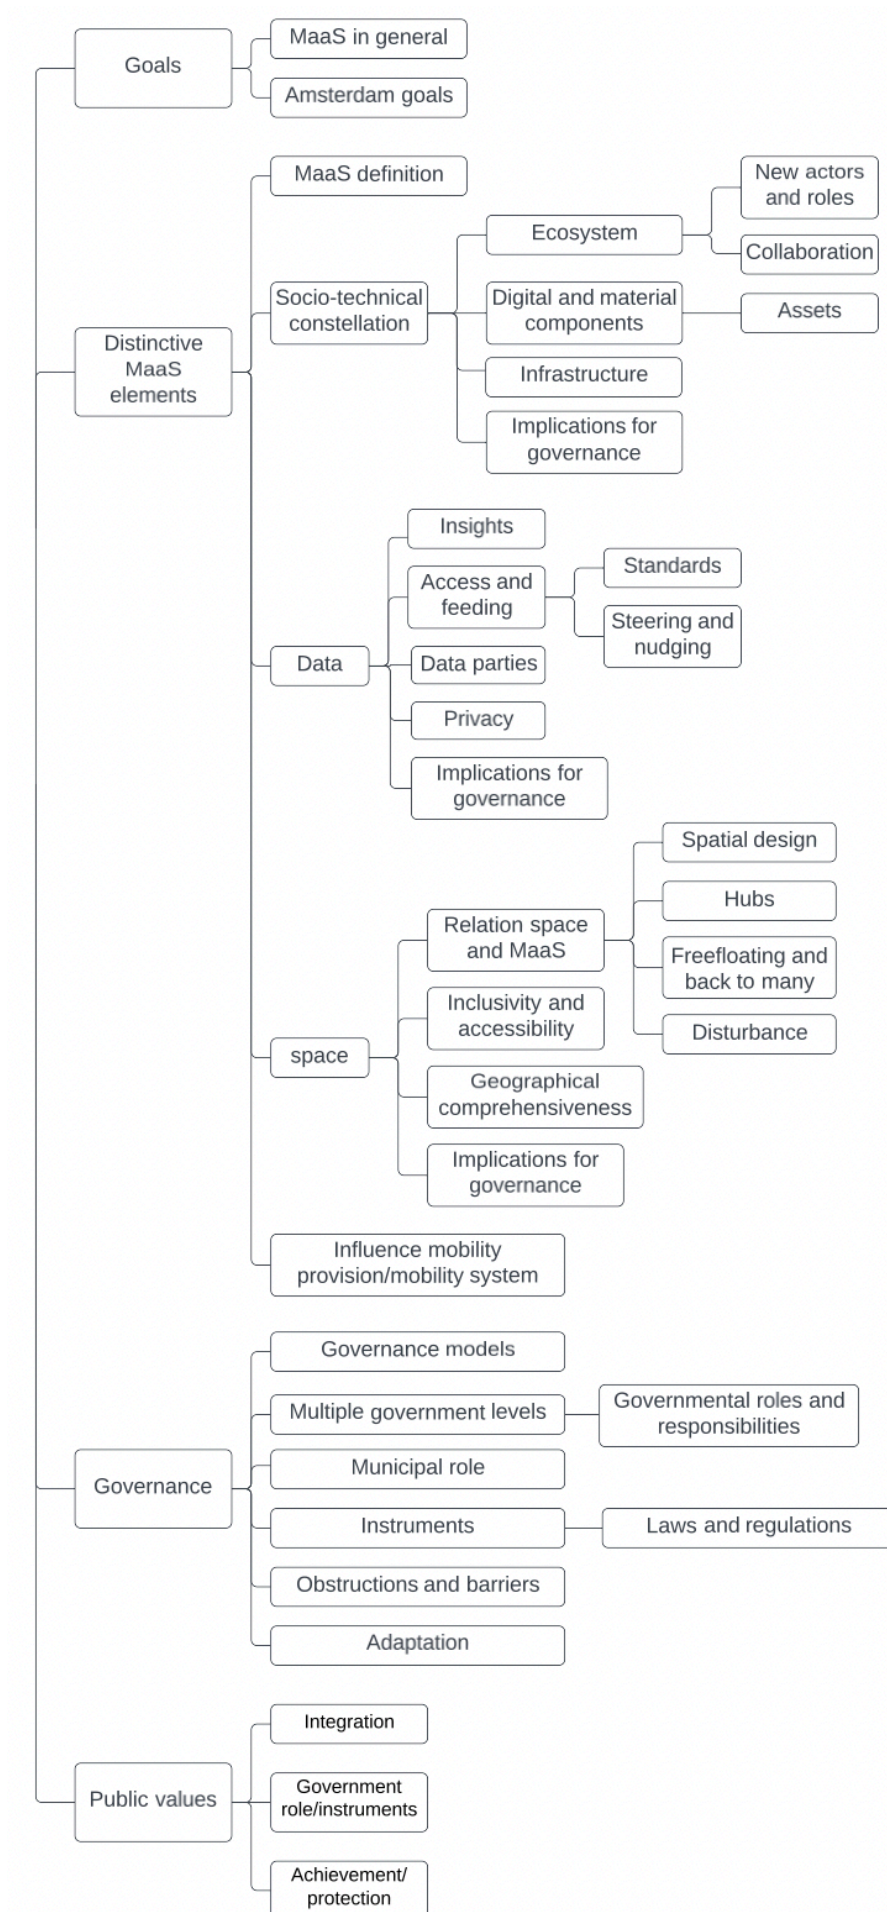 Goals
MaaS in general
Amsterdam goals
Distinctive
MaaS
elements
MaaS definition
Socio-technical
constellation
Ecosystem
New actors
and roles
Collaboration
Digital and material
components
Assets
Infrastructure
Implications for
governance
Data
Insights
Access and
feeding
Standards
Steering and
nudging
Data parties
Privacy
Implications for
governance
space
Relation space
and MaaS
Spatial design
Hubs
Freefloating and
back to many
Disturbance
Inclusivity and
accessibility
Geographical
comprehensiveness
Implications for
governance
Influence mobility
provision/mobility system
Governance
Governance models
Multiple government levels
Governmental roles and
responsibilities
Municipal role
Instruments
Laws and regulations
Obstructions and barriers
Adaptation
Public values
Integration
Government
role/instruments
Achievement/
protection